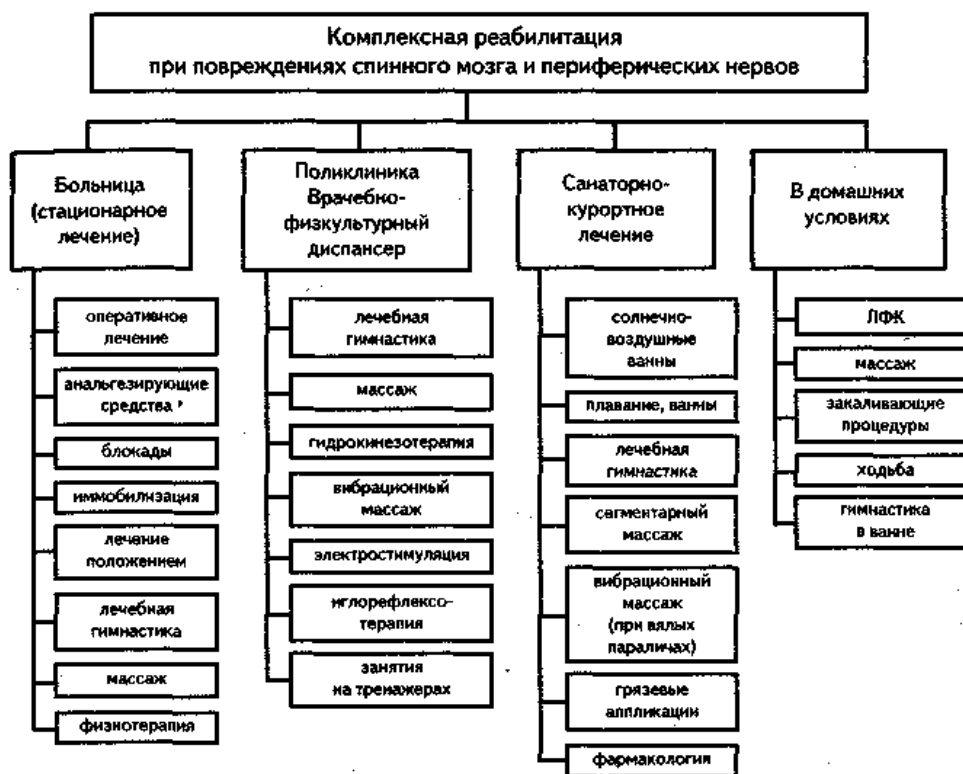 Комплексная реабилитация
при повреждениях спинного мозга и периферических нервов
Больница
(стационарное
лечение)
оперативное
лечение
анальгезирующие
средства
блокады
иммобилизация
лечение
положением
лечебная
гимнастика
массаж
физиотерапия
Поликлиника
Врачебно-
физкультурный
диспансер
лечебная
гимнастика
массаж
гидрокинезотерапия
вибрационный
массаж
электростимуляция
иглорефлексо-
терапия
занятия
на тренажерах
Санаторно-
курортное
лечение
солнечно-
воздушные
ванны
плавание, ванны
лечебная
гимнастика
сегментарный
массаж
вибрационный
массаж
(при вялых
параличах)
грязевые
аппликации
фармакология
В домашних
условиях
ЛФК
массаж
закаливающие
процедуры
ходьба
гимнастика
в ванне